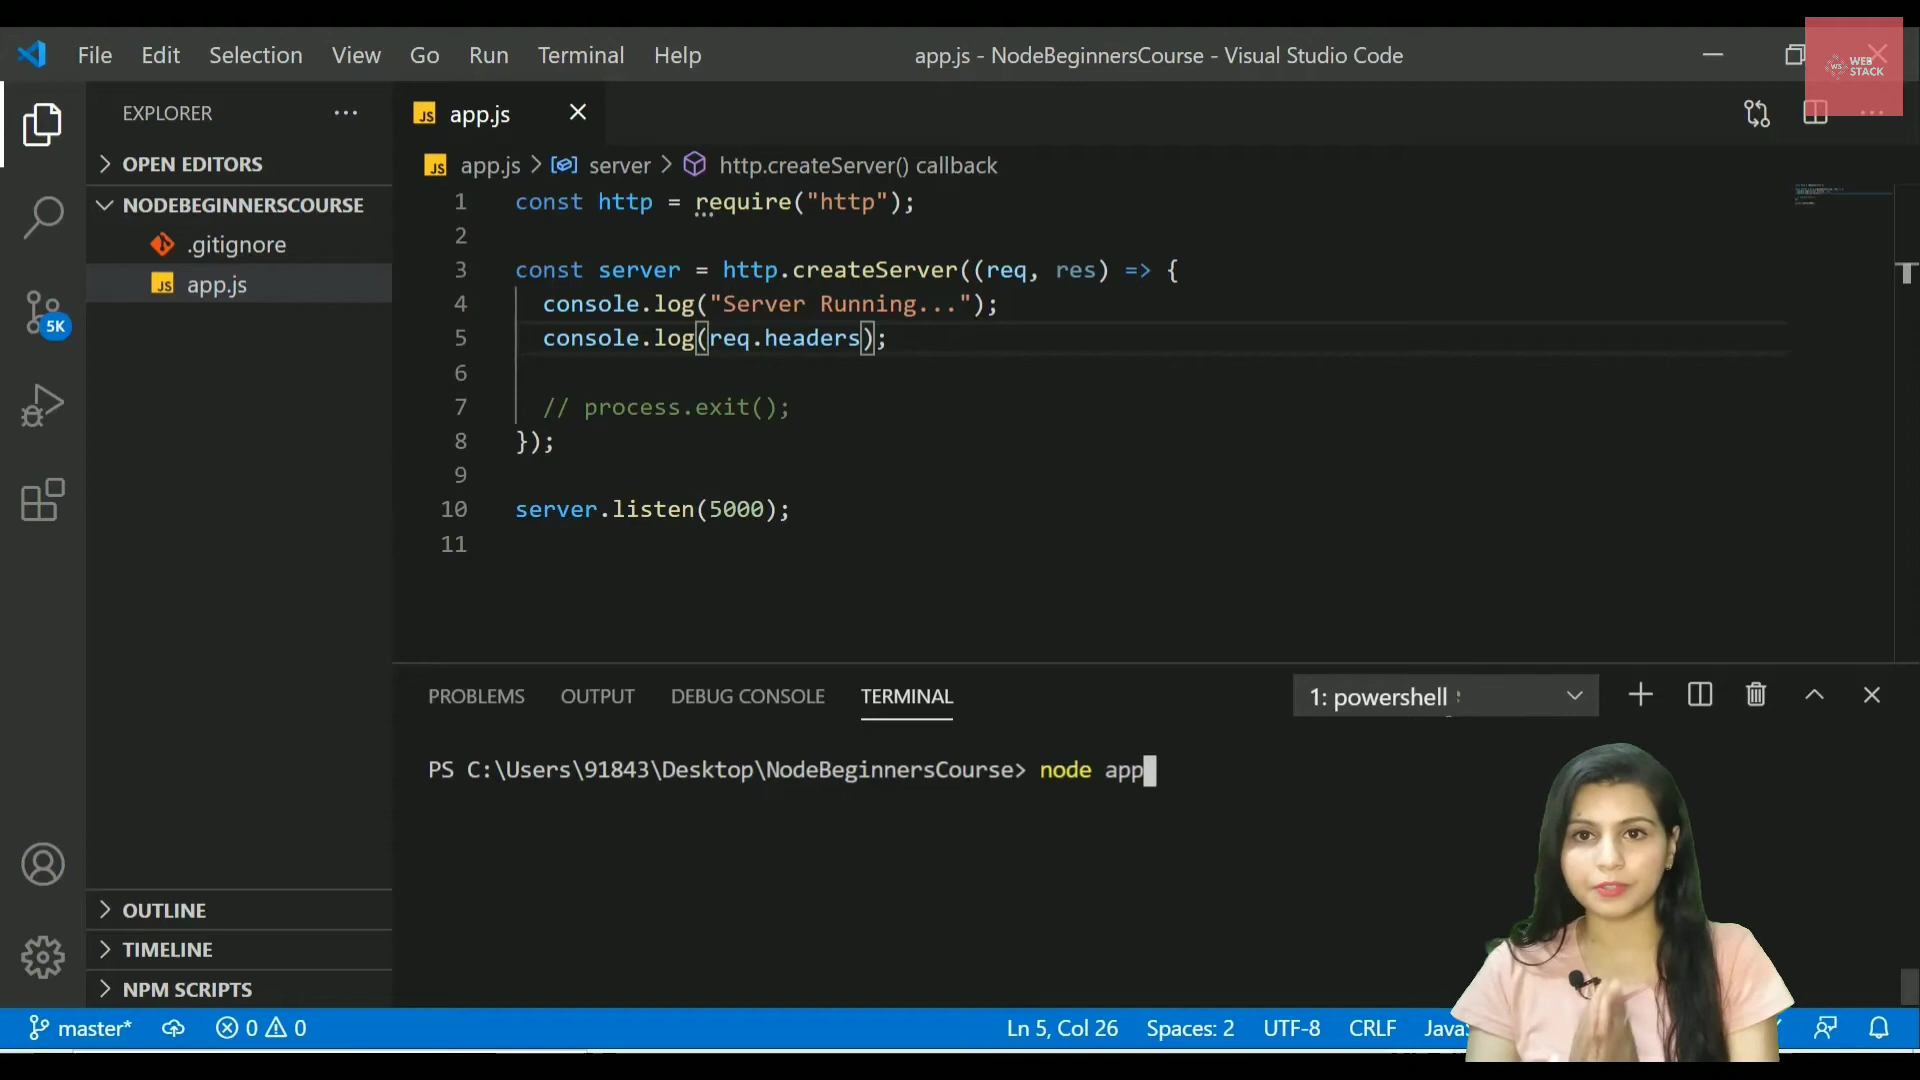 File Edit Selection View Go Run Terminal Help
app.js - NodeBeginnersCourse - Visual Studio Code
WS WEB STACK
EXPLORER
OPEN EDITORS
NODEBEGINNERSCOURSE
.gitignore
JS app.js
5K
OUTLINE
TIMELINE
NPM SCRIPTS
JS app.js
JS app.js > server > http.createServer() callback
1 const http = require("http");
2
3 const server = http.createServer((req, res) => {
4 console.log("Server Running...");
5 console.log(req.headers);
6
7 // process.exit();
8 });
9
10 server.listen(5000);
11
PROBLEMS OUTPUT DEBUG CONSOLE TERMINAL
1: powershell
PS C:\Users\91843\Desktop\NodeBeginnersCourse> node app
master* 0 0 Ln 5, Col 26 Spaces: 2 UTF-8 CRLF